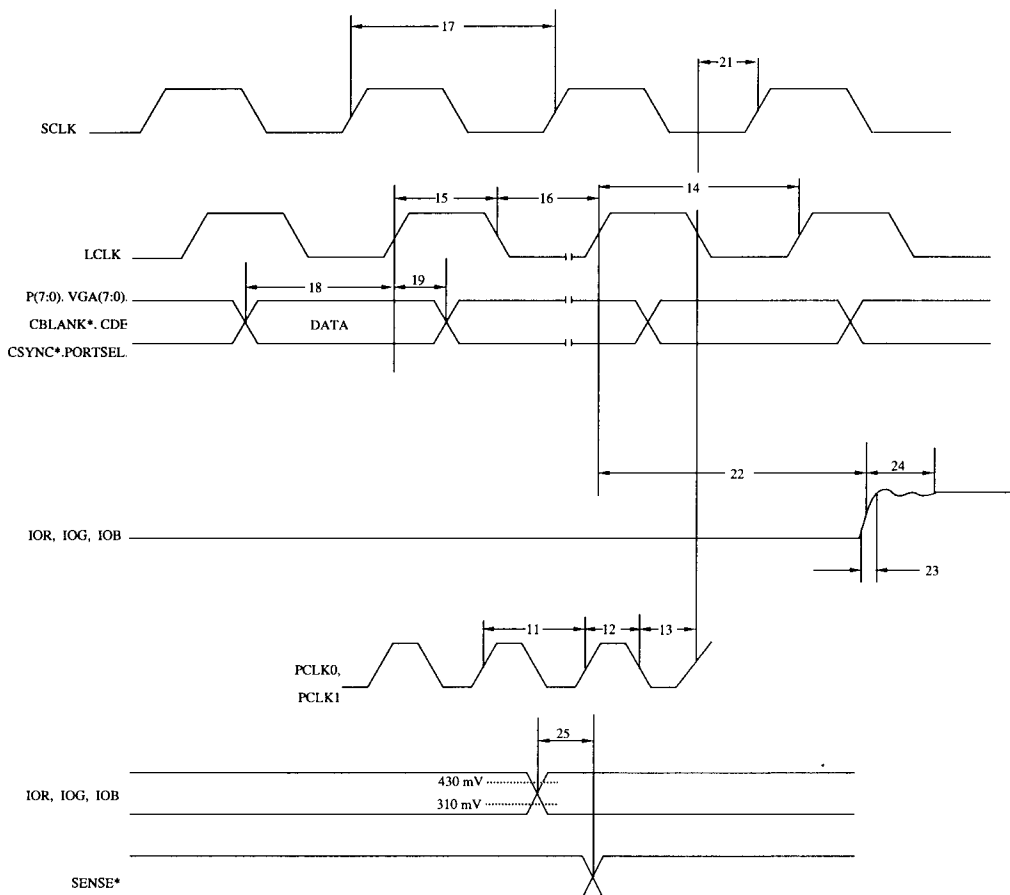 17
21
SCLK
15
16
14
LCLK
18
19
P(7:0). VGA(7:0).
CBLANK*. CDE
DATA
CSYNC*.PORTSEL.
22
24
IOR, IOG, IOB
23
11
12
13
PCLK0,
PCLK1
25
430 mV
IOR, IOG, IOB
310 mV
SENSE*